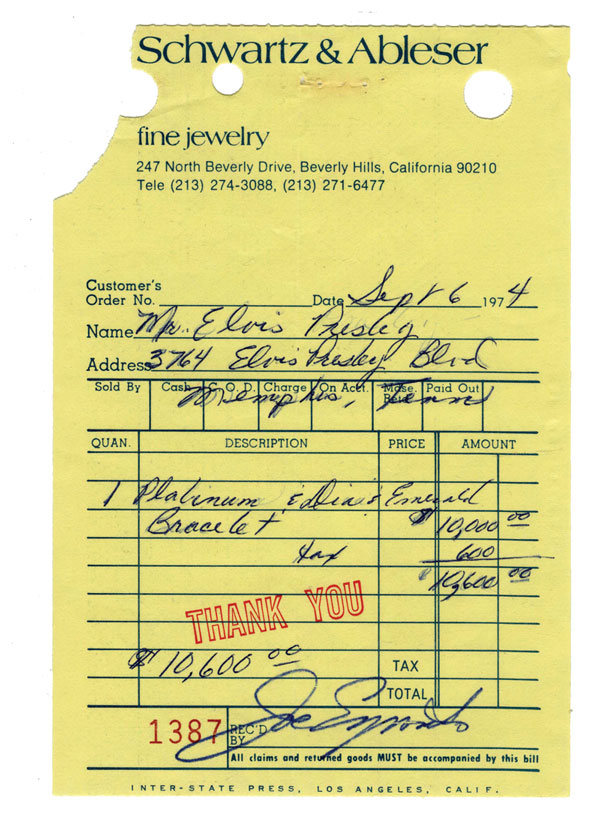 Schwartz & Ableser
fine jewelry
247 North Beverly Drive, Beverly Hills, California 90210
Tele (213) 274-3088, (213) 271-6477
Customer's
Order No. Date Sept 6 1974
Name Mr. Elvis Presley
Address 3764 Elvis Presley Blvd
Sold By Cash C. O. D. Charge On Acct. Mdse. Retd. Paid Out
Memphis, Tenn
QUAN. DESCRIPTION PRICE AMOUNT
1 Platinum & Dia & Emerald
Bracelet $ 10,000 00
tax 600
$ 10,600 00
THANK YOU
$ 10,600 00 TAX
TOTAL
1387 REC'D BY Joe Esposito
All claims and returned goods MUST be accompanied by this bill
INTER-STATE PRESS, LOS ANGELES, CALIF.